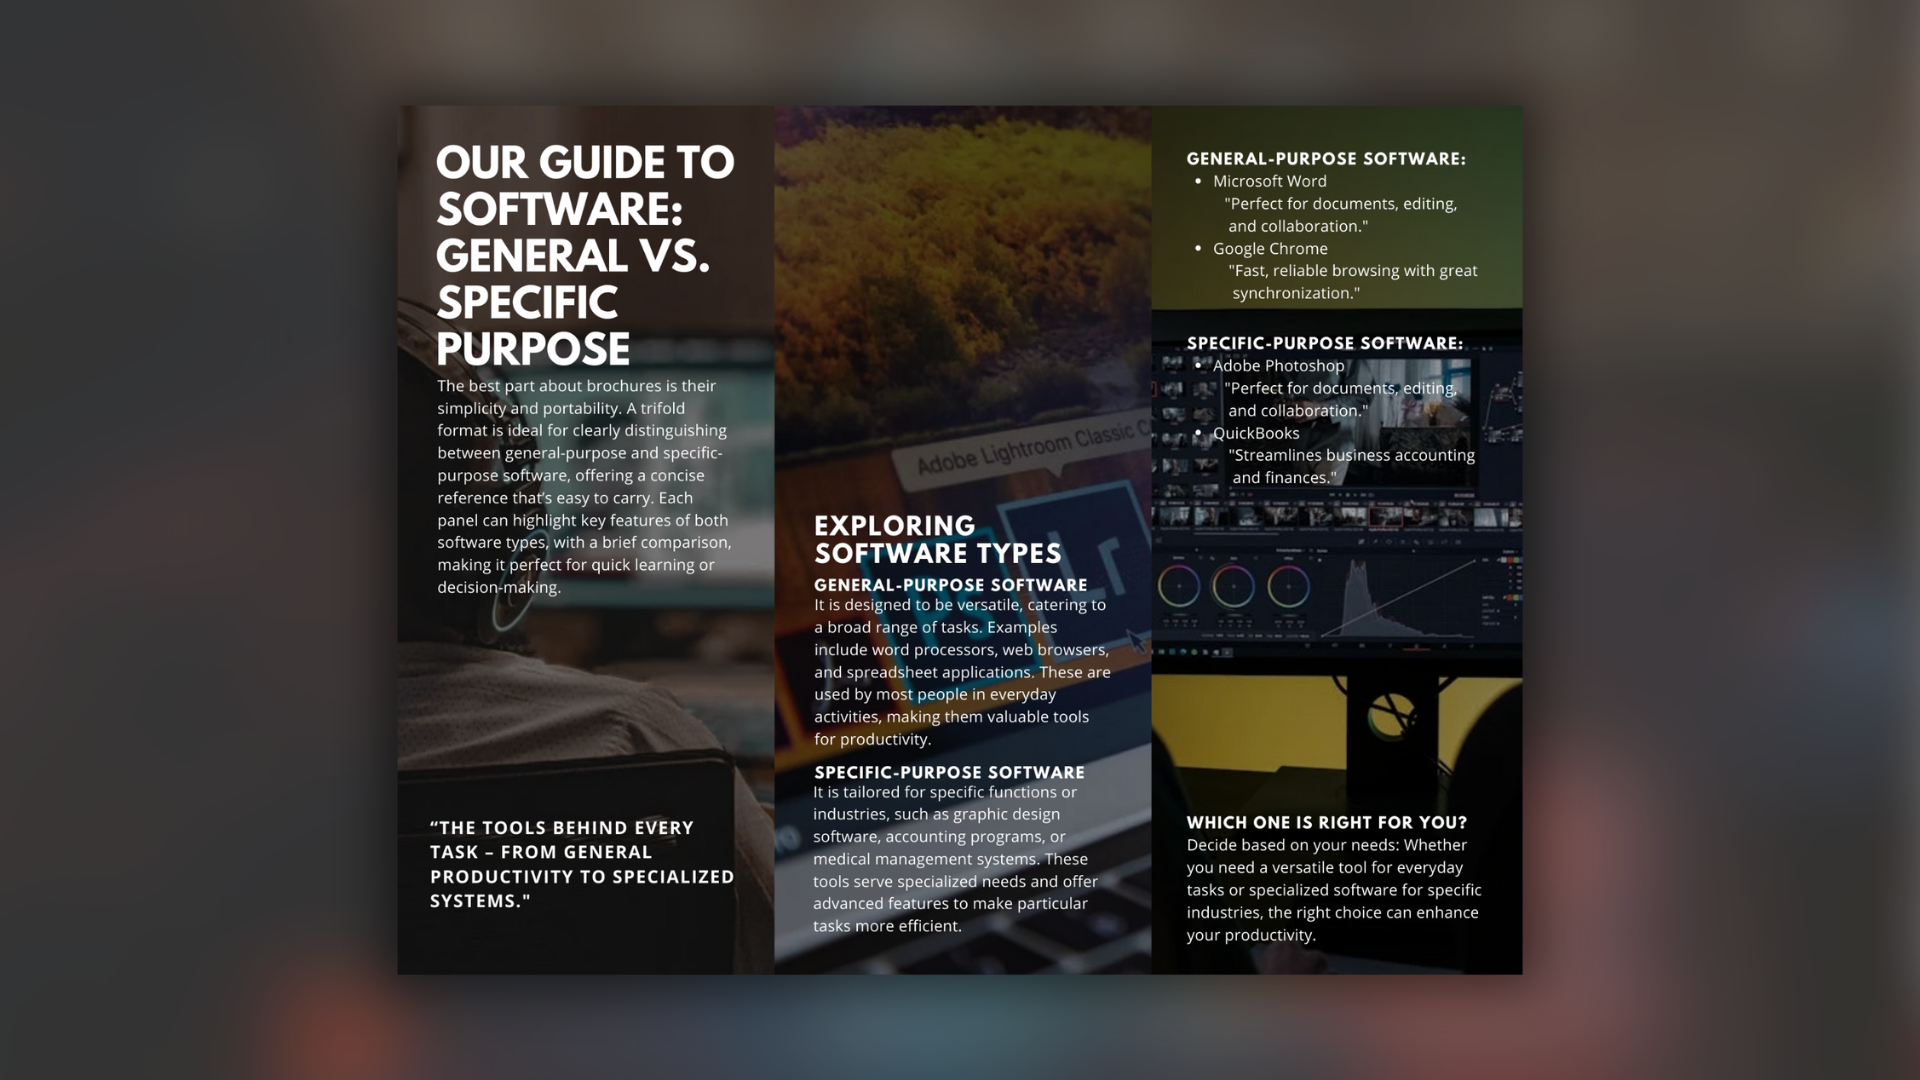 OUR GUIDE TO
SOFTWARE:
GENERAL VS.
SPECIFIC
PURPOSE
The best part about brochures is their
simplicity and portability. A trifold
format is ideal for clearly distinguishing
between general-purpose and specific-
purpose software, offering a concise
reference that's easy to carry. Each
panel can highlight key features of both
software types, with a brief comparison,
making it perfect for quick learning or
decision-making.
“THE TOOLS BEHIND EVERY
TASK – FROM GENERAL
PRODUCTIVITY TO SPECIALIZED
SYSTEMS."
Adobe Lightroom Classic C
Lr
Ps
EXPLORING
SOFTWARE TYPES
GENERAL-PURPOSE SOFTWARE
It is designed to be versatile, catering to
a broad range of tasks. Examples
include word processors, web browsers,
and spreadsheet applications. These are
used by most people in everyday
activities, making them valuable tools
for productivity.
SPECIFIC-PURPOSE SOFTWARE
It is tailored for specific functions or
industries, such as graphic design
software, accounting programs, or
medical management systems. These
tools serve specialized needs and offer
advanced features to make particular
tasks more efficient.
GENERAL-PURPOSE SOFTWARE:
• Microsoft Word
"Perfect for documents, editing,
and collaboration."
• Google Chrome
"Fast, reliable browsing with great
synchronization."
SPECIFIC-PURPOSE SOFTWARE:
• Adobe Photoshop
"Perfect for documents, editing,
and collaboration."
• QuickBooks
"Streamlines business accounting
and finances."
WHICH ONE IS RIGHT FOR YOU?
Decide based on your needs: Whether
you need a versatile tool for everyday
tasks or specialized software for specific
industries, the right choice can enhance
your productivity.